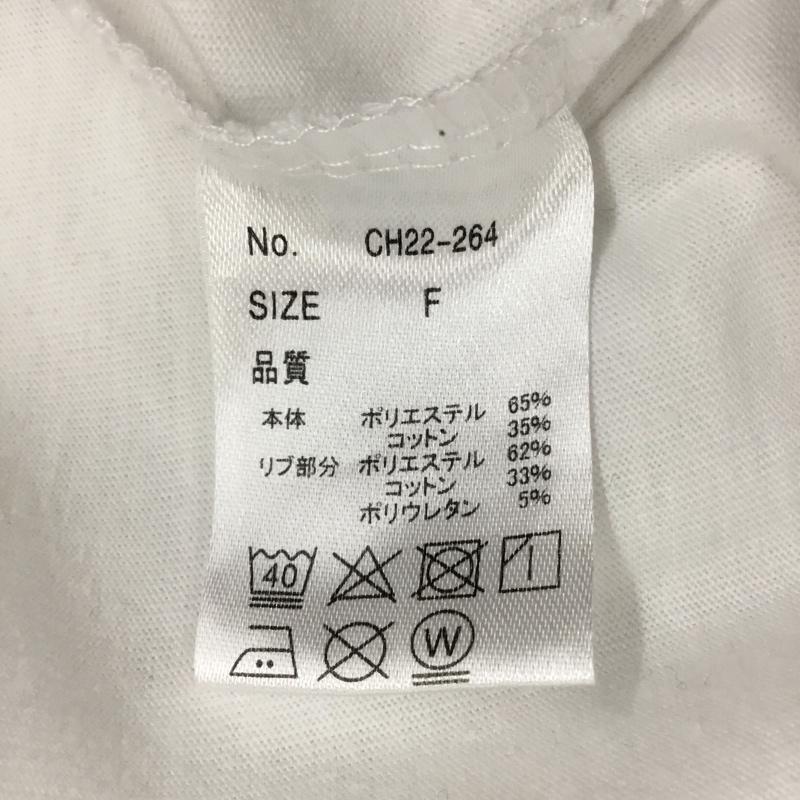 No. CH22-264
SIZE F
品質
本体 ポリエステル 65%
コットン 35%
リブ部分 ポリエステル 62%
コットン 33%
ポリウレタン 5%
40
W